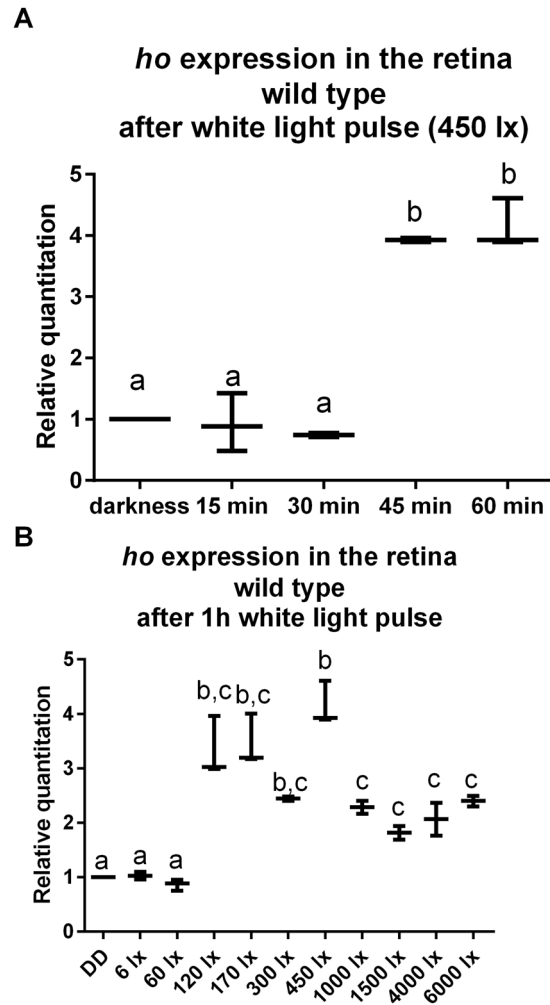 A
ho expression in the retina
wild type
after white light pulse (450 lx)
Relative quantitation
5
4
3
2
1
0
a
a
a
b
b
darkness 15 min 30 min 45 min 60 min
B
ho expression in the retina
wild type
after 1h white light pulse
Relative quantitation
5
4
3
2
1
0
a
a
a
b,c
b,c
b,c
b
c
c
c
c
DD
6 lx
60 lx
120 lx
170 lx
300 lx
450 lx
1000 lx
1500 lx
4000 lx
6000 lx